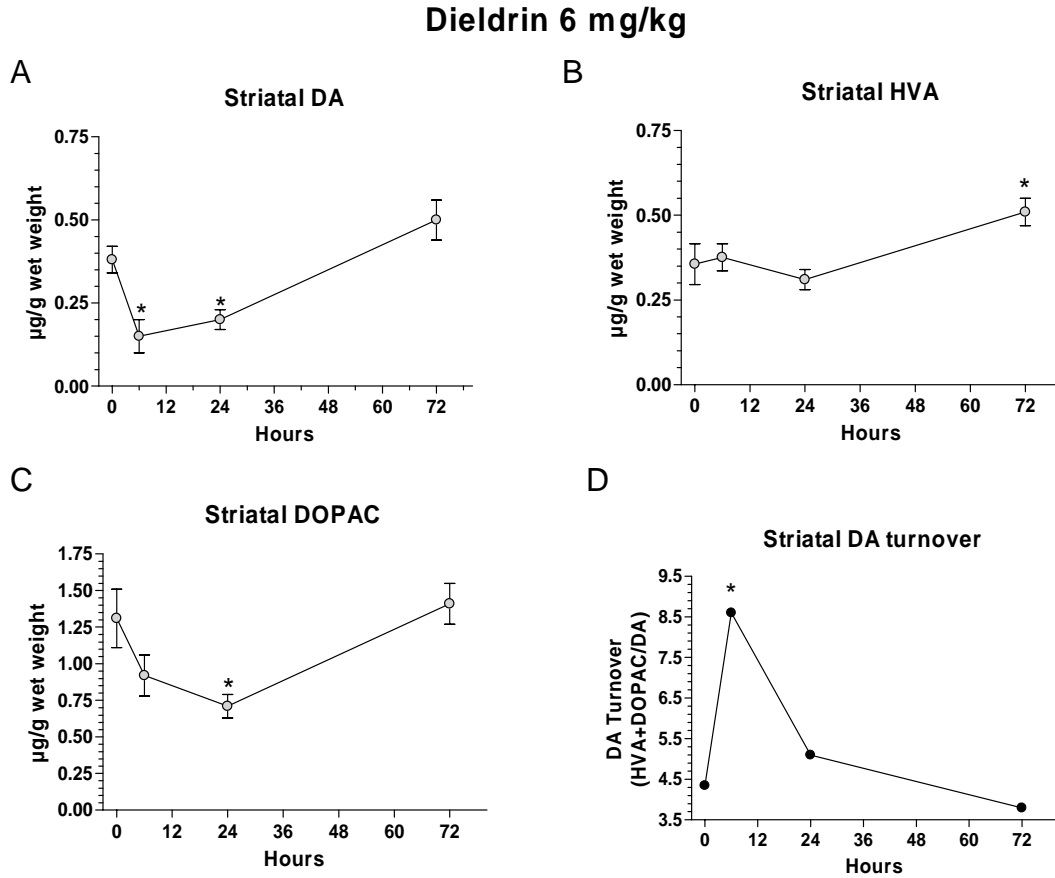 Dieldrin 6 mg/kg
A
Striatal DA
µg/g wet weight
0.75
0.50
0.25
0.00
*
*
0 12 24 36 48 60 72
Hours
B
Striatal HVA
µg/g wet weight
0.75
0.50
0.25
0.00
*
0 12 24 36 48 60 72
Hours
C
Striatal DOPAC
µg/g wet weight
1.75
1.50
1.25
1.00
0.75
0.50
0.25
0.00
*
0 12 24 36 48 60 72
Hours
D
Striatal DA turnover
DA Turnover
(HVA+DOPAC/DA)
9.5
8.5
7.5
6.5
5.5
4.5
3.5
*
0 12 24 36 48 60 72
Hours